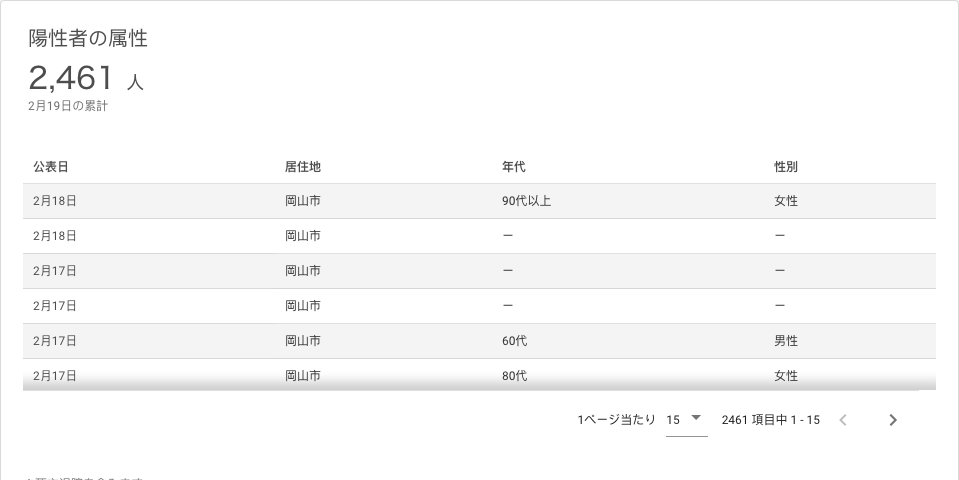 陽性者の属性
2,461 人
2月19日の累計
公表日 居住地 年代 性別
2月18日 岡山市 90代以上 女性
2月18日 岡山市 ー ー
2月17日 岡山市 ー ー
2月17日 岡山市 ー ー
2月17日 岡山市 60代 男性
2月17日 岡山市 80代 女性
1ページ当たり 15 2461 項目中 1 - 15